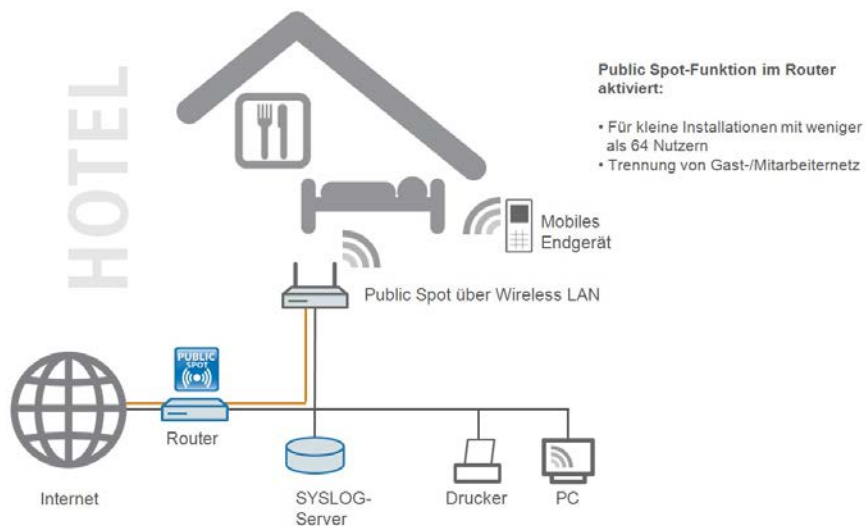 HOTEL
Public Spot-Funktion im Router
aktiviert:
• Für kleine Installationen mit weniger
als 64 Nutzern
• Trennung von Gast-/Mitarbeiternetz
Mobiles
Endgerät
Public Spot über Wireless LAN
PUBLIC
SPOT
Router
Internet
SYSLOG-
Server
Drucker
PC